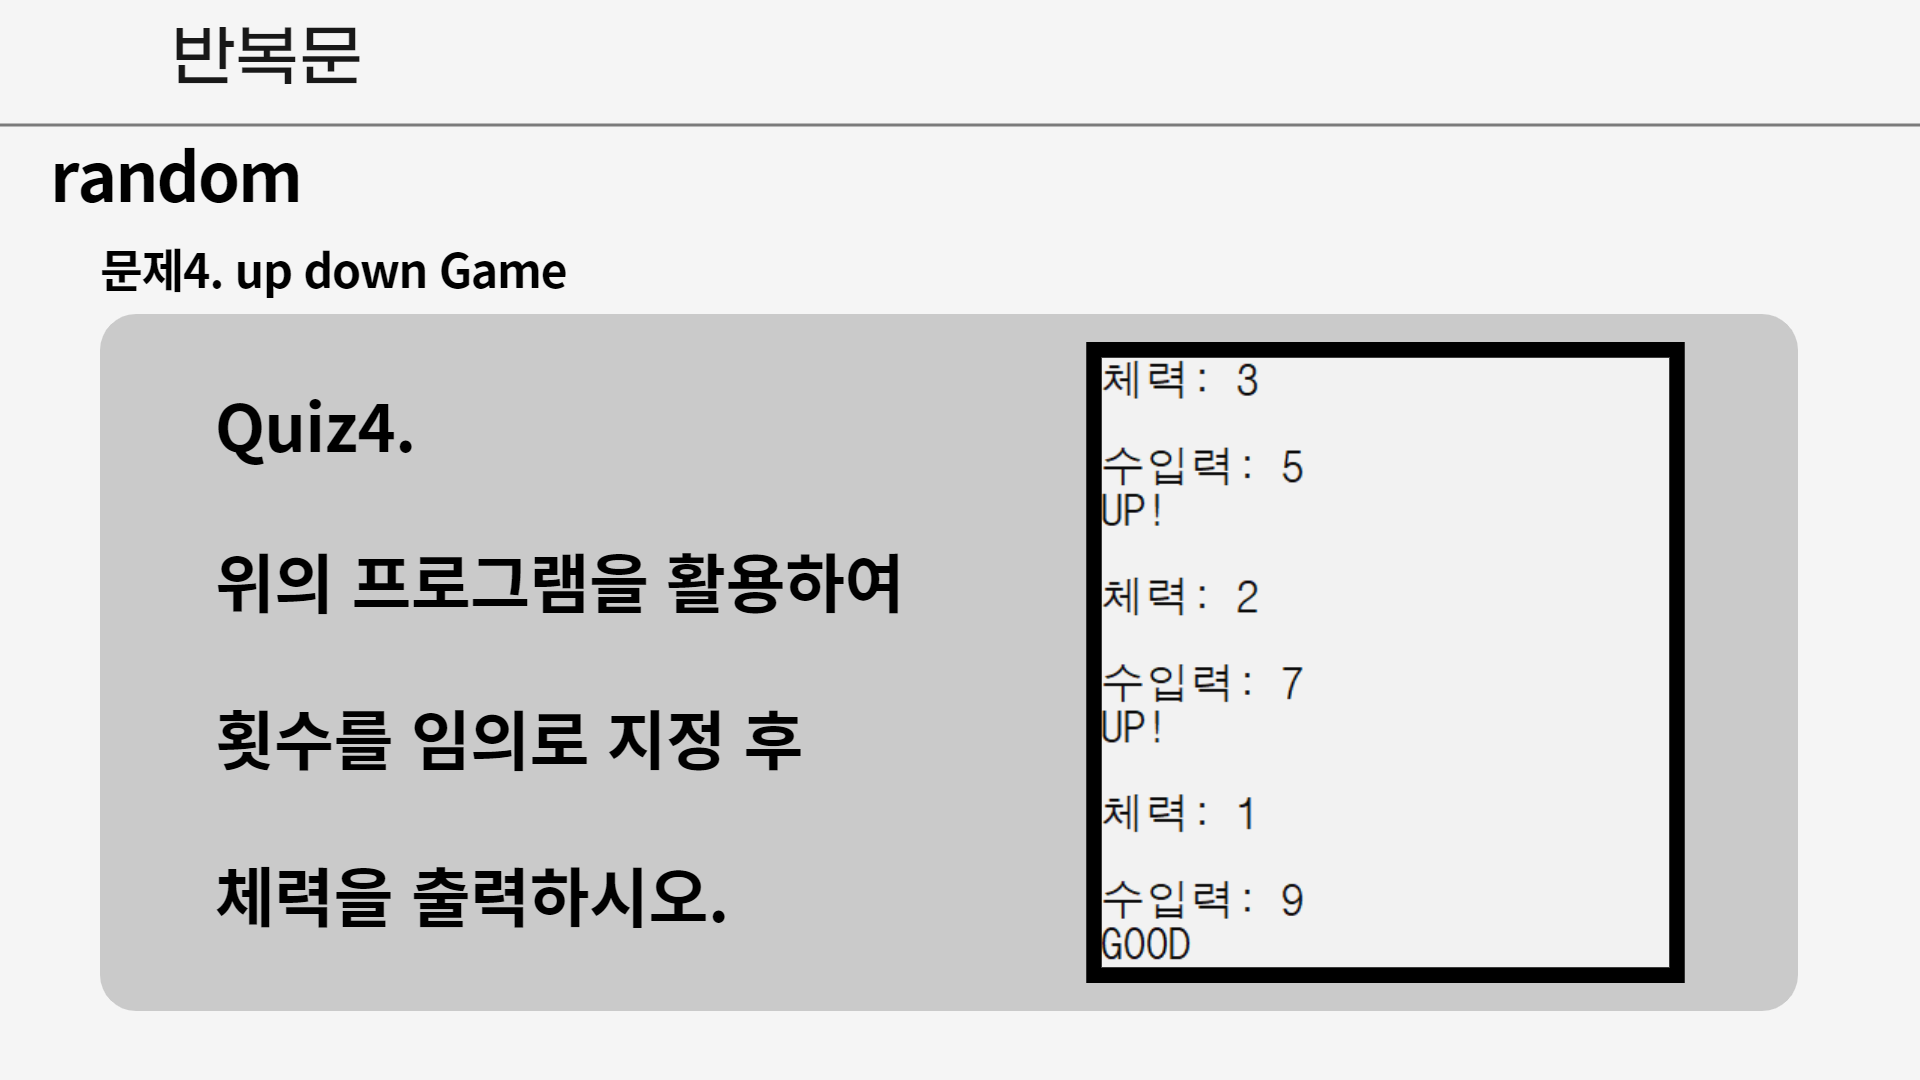 반복문
random
문제4. up down Game
Quiz4.
위의 프로그램을 활용하여
횟수를 임의로 지정 후
체력을 출력하시오.
체력: 3
수입력: 5
UP!
체력: 2
수입력: 7
UP!
체력: 1
수입력: 9
GOOD